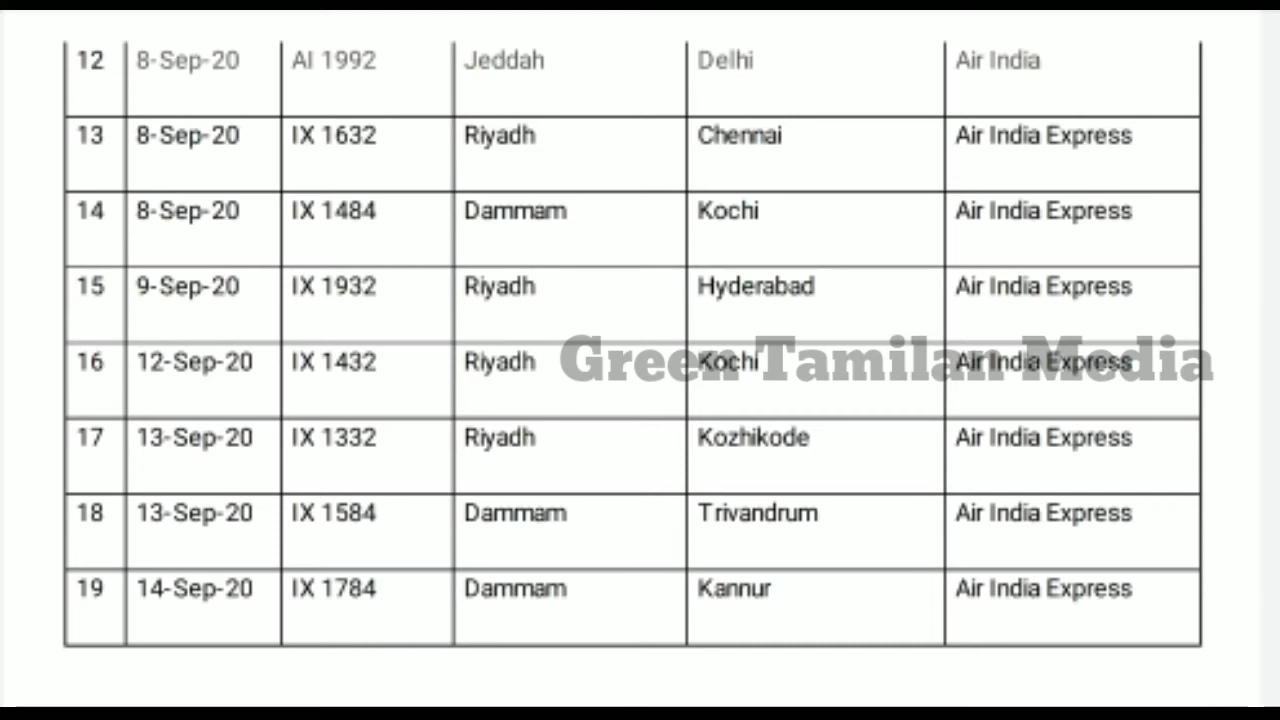 12 8-Sep-20 AI 1992 Jeddah Delhi Air India
13 8-Sep-20 IX 1632 Riyadh Chennai Air India Express
14 8-Sep-20 IX 1484 Dammam Kochi Air India Express
15 9-Sep-20 IX 1932 Riyadh Hyderabad Air India Express
16 12-Sep-20 IX 1432 Riyadh Kochi Air India Express
Green Tamilan Media
17 13-Sep-20 IX 1332 Riyadh Kozhikode Air India Express
18 13-Sep-20 IX 1584 Dammam Trivandrum Air India Express
19 14-Sep-20 IX 1784 Dammam Kannur Air India Express